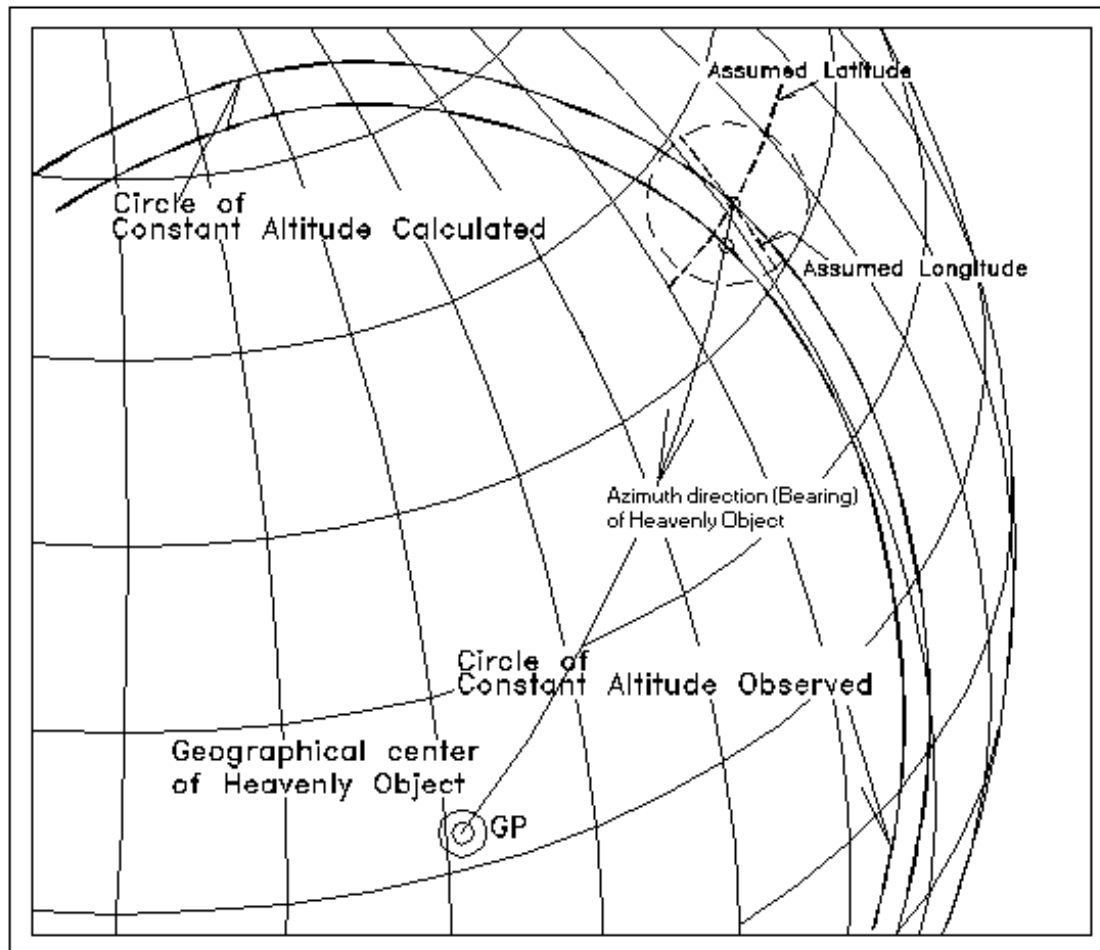 Assumed Latitude
Circle of
Constant Altitude Calculated
Assumed Longitude
Azimuth direction (Bearing)
of Heavenly Object
Circle of
Constant Altitude Observed
Geographical center
of Heavenly Object
GP